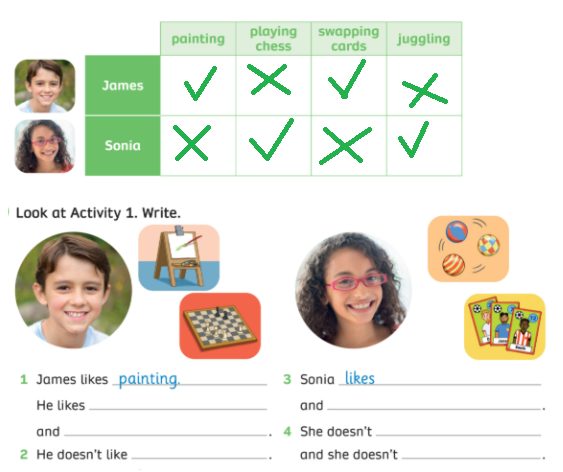 painting playing chess swapping cards juggling
James
Sonia
Look at Activity 1. Write.
1 James likes painting.
He likes
and .
2 He doesn't like
3 Sonia likes
and .
4 She doesn't
and she doesn't .